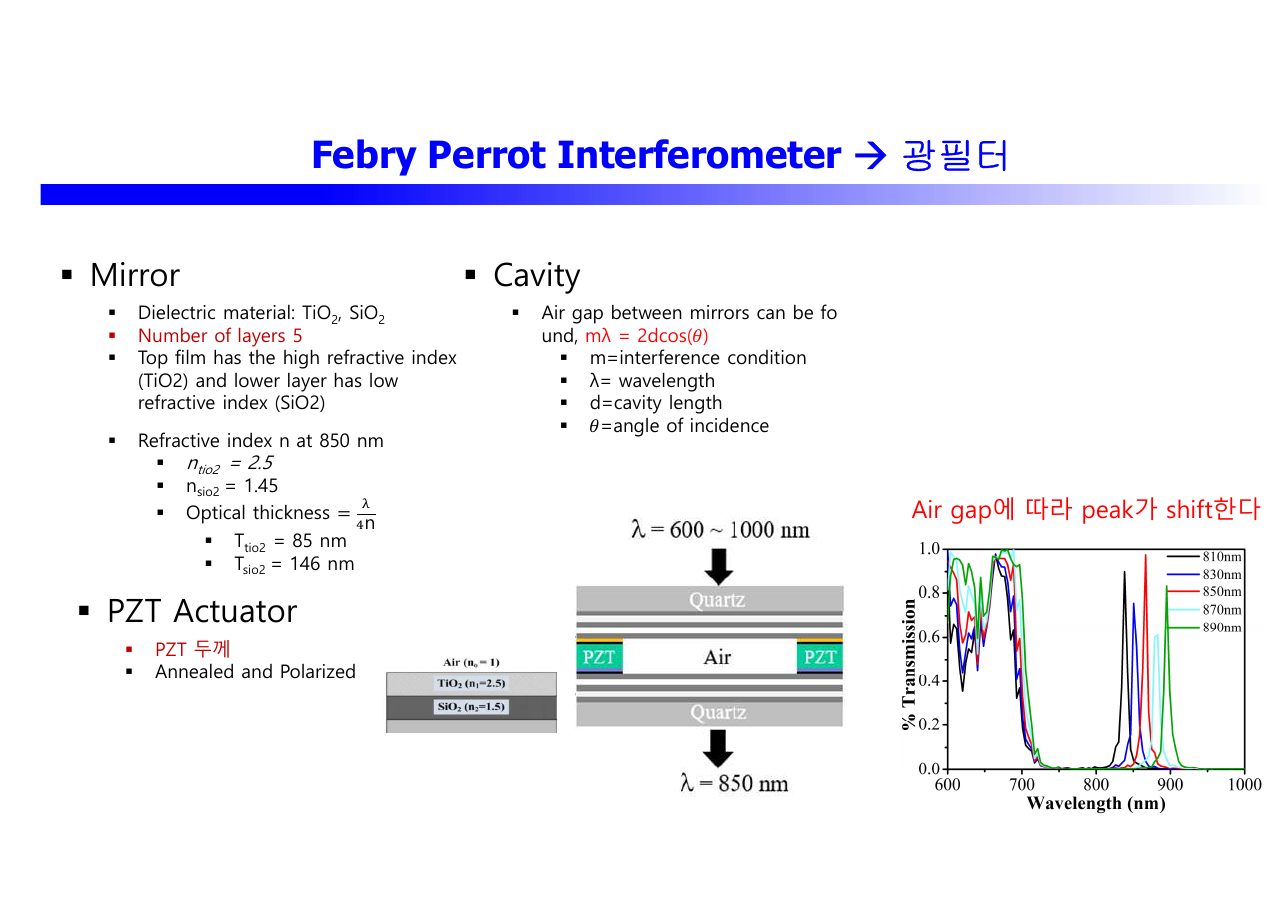 Febry Perrot Interferometer → 광필터
▪ Mirror
▪ Dielectric material: TiO2, SiO2
▪ Number of layers 5
▪ Top film has the high refractive index
(TiO2) and lower layer has low
refractive index (SiO2)
▪ Refractive index n at 850 nm
▪ ntio2 = 2.5
▪ nsio2 = 1.45
▪ Optical thickness = λ/4n
▪ Ttio2 = 85 nm
▪ Tsio2 = 146 nm
▪ PZT Actuator
▪ PZT 두께
▪ Annealed and Polarized
▪ Cavity
▪ Air gap between mirrors can be fo
und, mλ = 2dcos(θ)
▪ m=interference condition
▪ λ= wavelength
▪ d=cavity length
▪ θ=angle of incidence
Air (no = 1)
TiO2 (n1=2.5)
SiO2 (n2=1.5)
λ = 600 ~ 1000 nm
Quartz
PZT Air PZT
Quartz
λ = 850 nm
Air gap에 따라 peak가 shift한다
% Transmission
1.0
0.8
0.6
0.4
0.2
0.0
810nm
830nm
850nm
870nm
890nm
600 700 800 900 1000
Wavelength (nm)